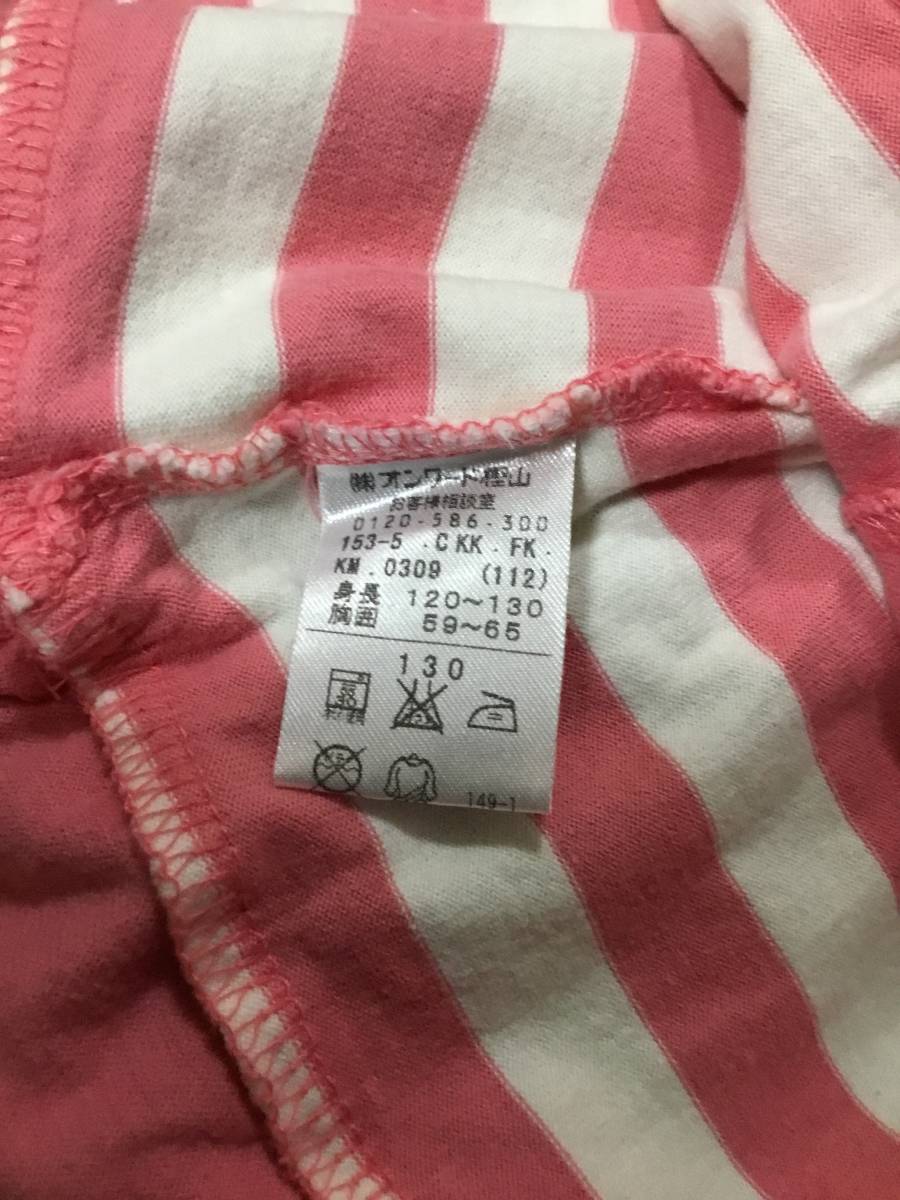 ㈱オンワード樫山
お客様相談室
0120-586-300
153-5 .CKK.FK.
KM.0309 (112)
身長 120～130
胸囲 59～65
130
149-1